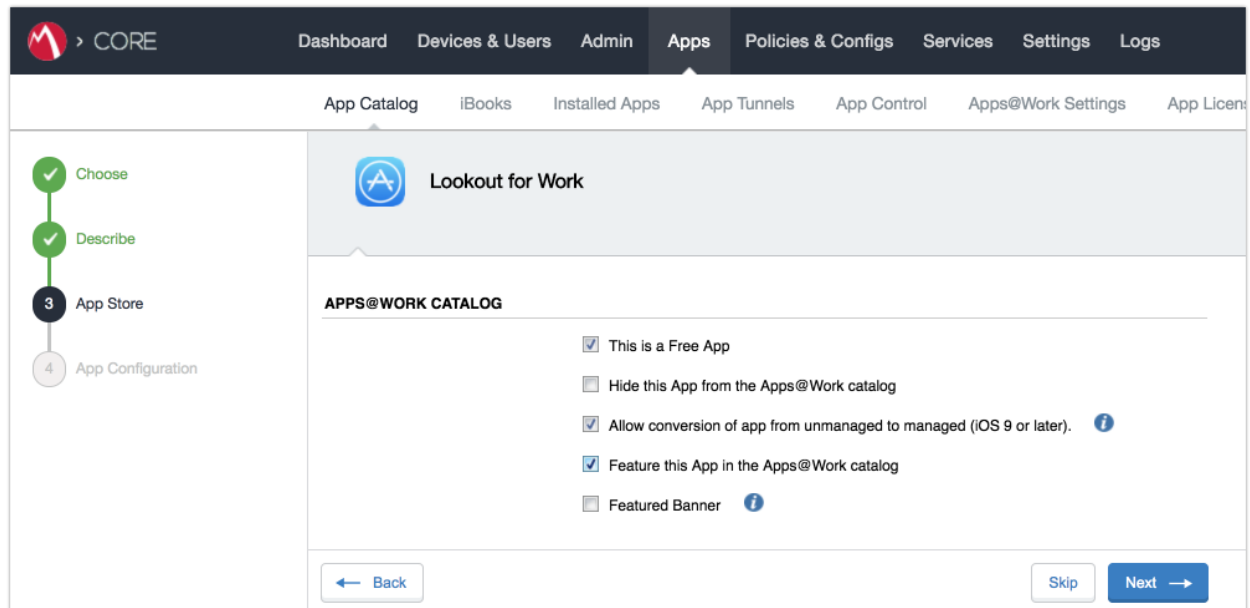 › CORE Dashboard Devices & Users Admin Apps Policies & Configs Services Settings Logs
App Catalog iBooks Installed Apps App Tunnels App Control Apps@Work Settings App Licens
Choose
Describe
3 App Store
4 App Configuration
Lookout for Work
APPS@WORK CATALOG
This is a Free App
Hide this App from the Apps@Work catalog
Allow conversion of app from unmanaged to managed (iOS 9 or later).
Feature this App in the Apps@Work catalog
Featured Banner
Back Skip Next